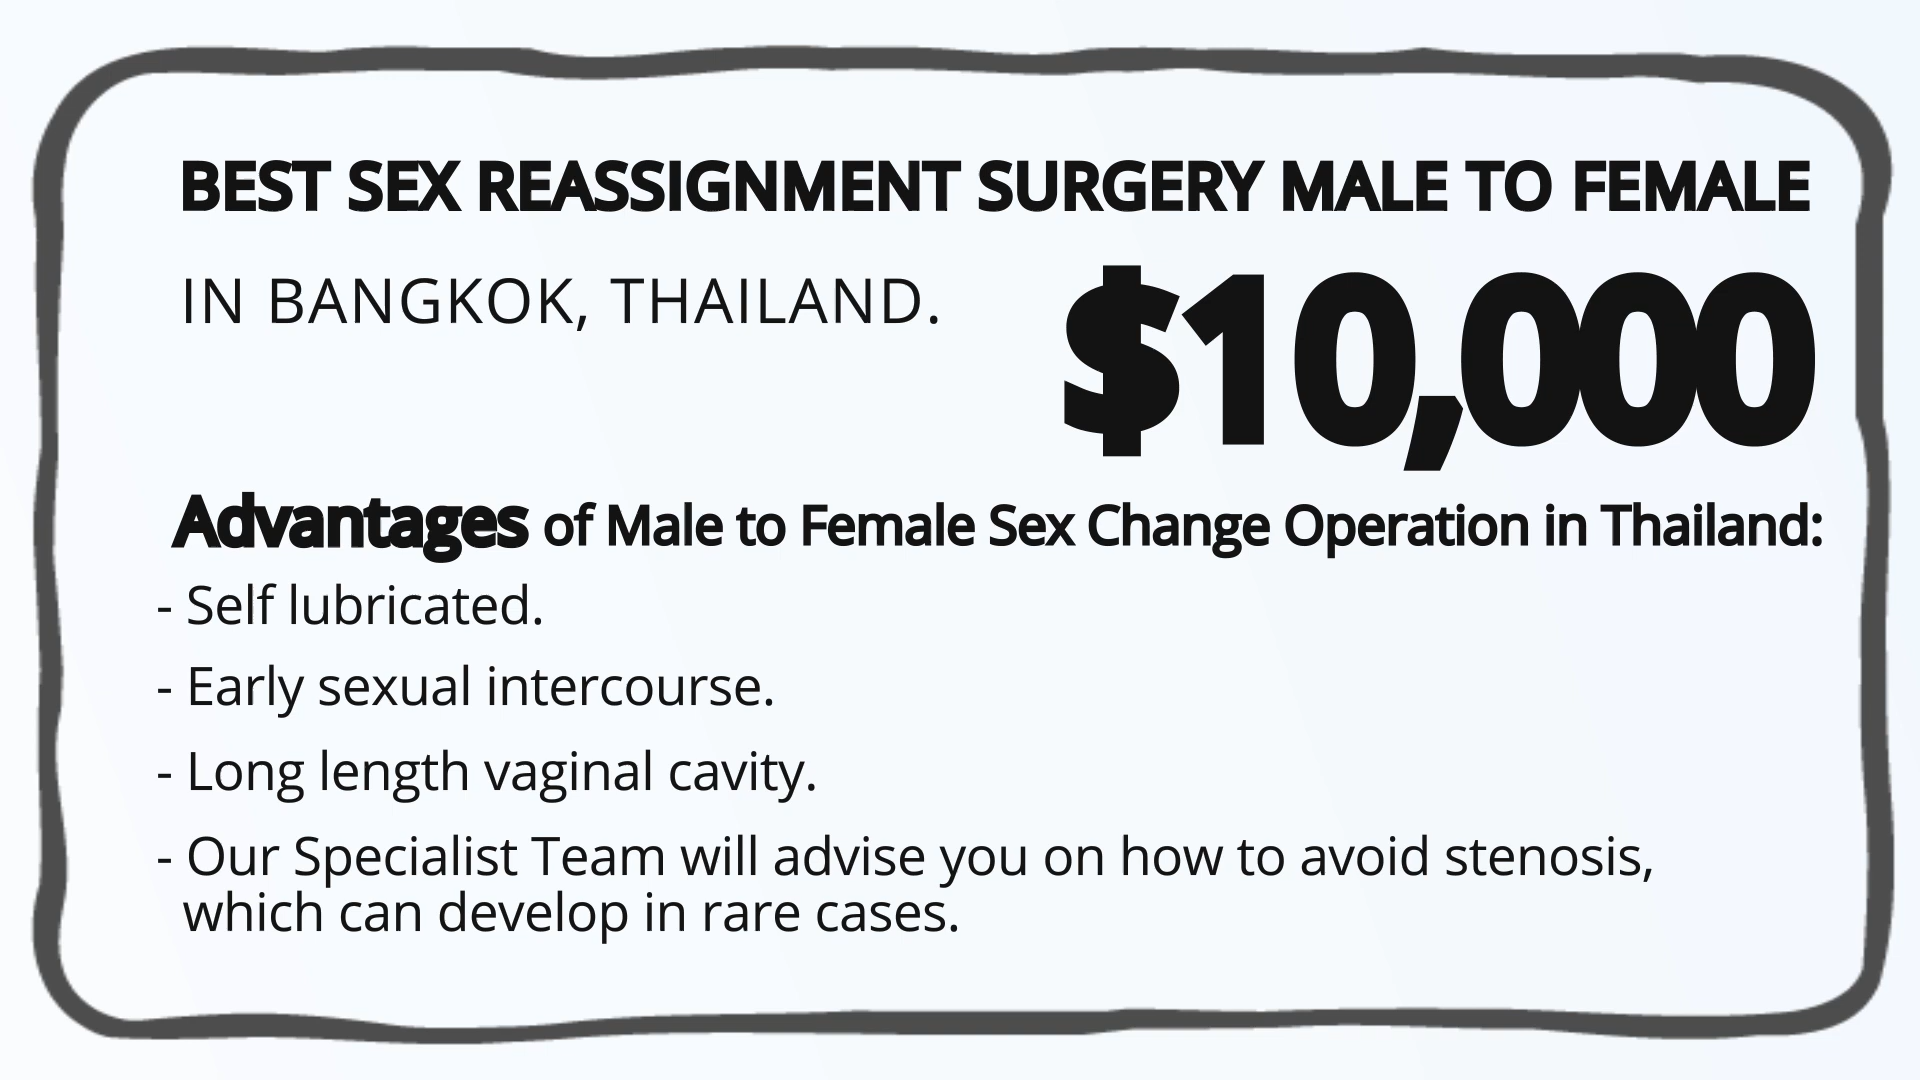 BEST SEX REASSIGNMENT SURGERY MALE TO FEMALE
IN BANGKOK, THAILAND.
$10,000
Advantages of Male to Female Sex Change Operation in Thailand:
- Self lubricated.
- Early sexual intercourse.
- Long length vaginal cavity.
- Our Specialist Team will advise you on how to avoid stenosis,
which can develop in rare cases.